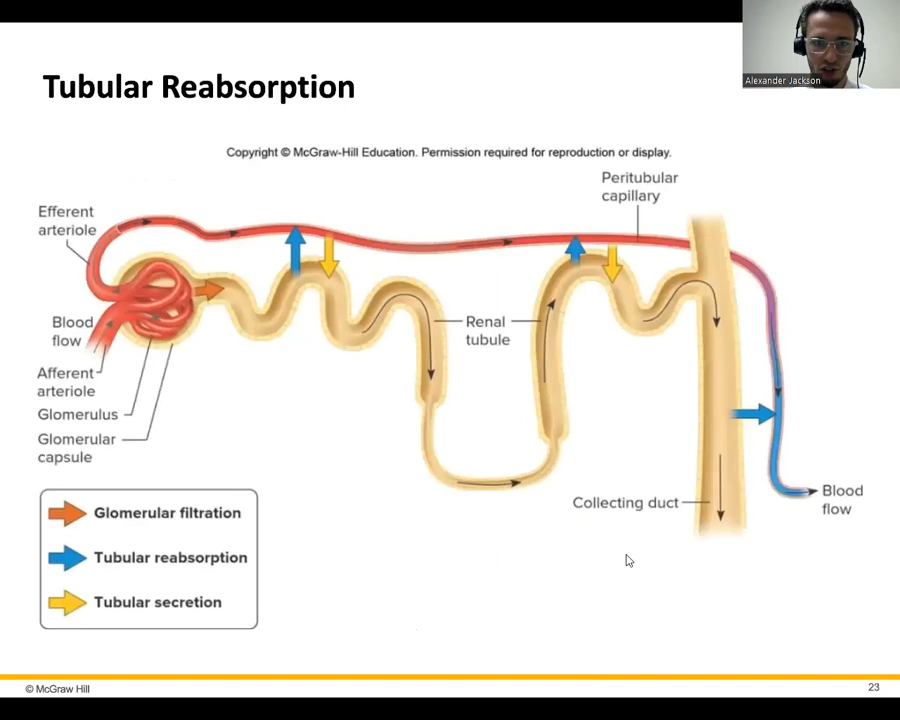 Alexander Jackson
Tubular Reabsorption
Copyright © McGraw-Hill Education. Permission required for reproduction or display.
Peritubular
capillary
Efferent
arteriole
Blood
flow
Renal
tubule
Afferent
arteriole
Glomerulus
Glomerular
capsule
Collecting duct
Blood
flow
Glomerular filtration
Tubular reabsorption
Tubular secretion
© McGraw Hill
23